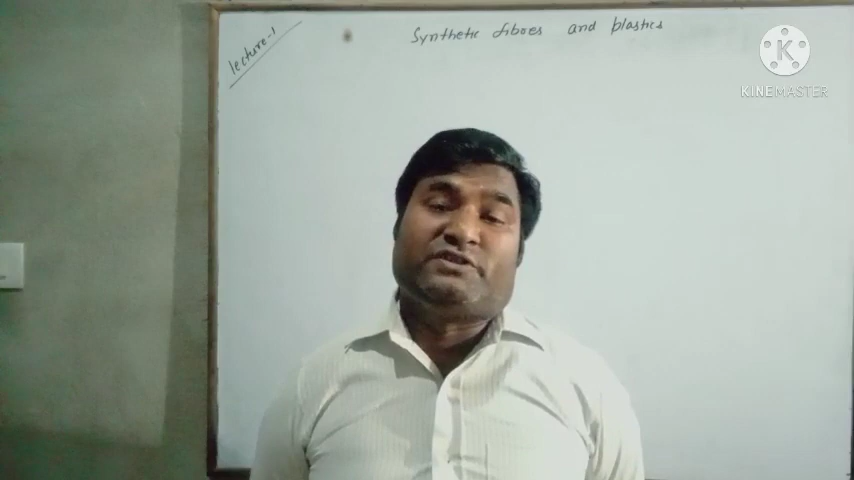 lecture-1
Synthetic fibres and plastics
K
KINEMASTER